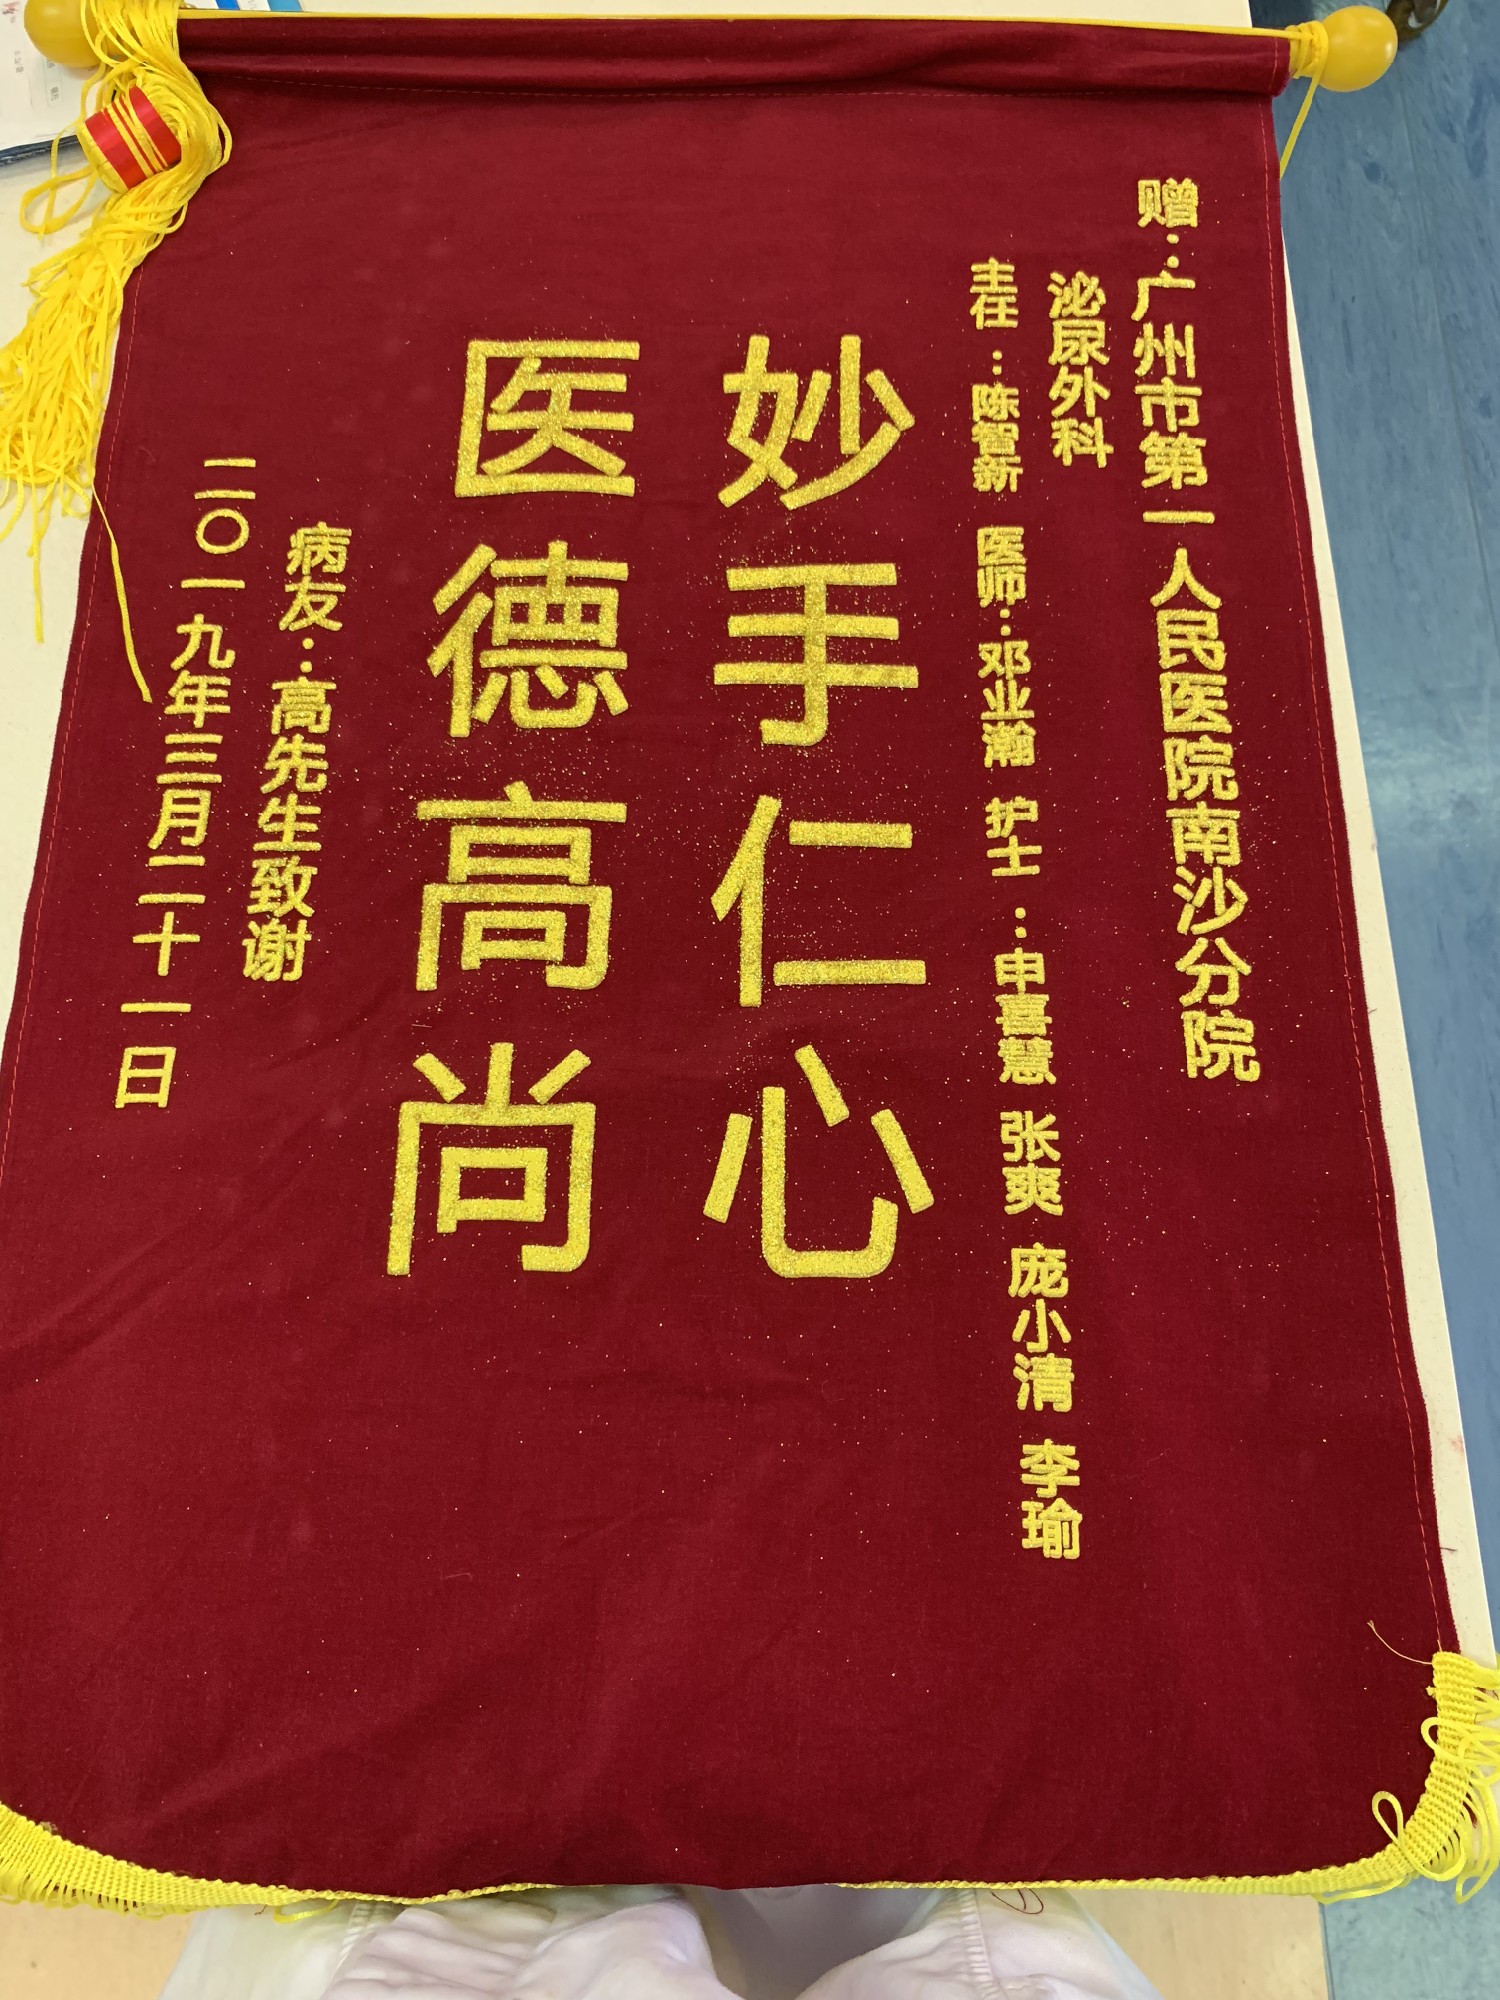 赠：广州市第一人民医院南沙分院
泌尿外科
主任：陈智新 医师：邓业瀚 护士：申喜慧 张爽 庞小清 李瑜
妙手仁心
医德高尚
病友：高先生致谢
二〇一九年三月二十一日